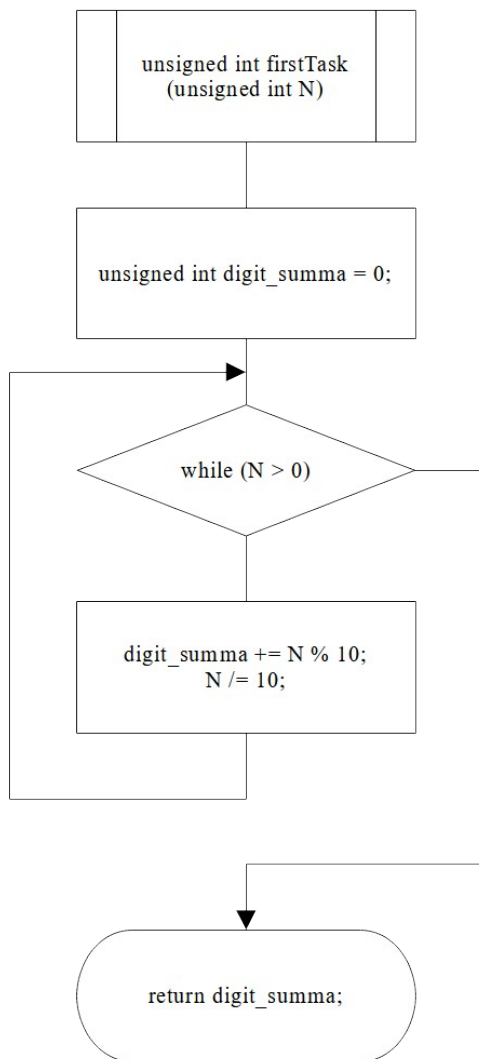 unsigned int firstTask
(unsigned int N)
unsigned int digit_summa = 0;
while (N > 0)
digit_summa += N % 10;
N /= 10;
return digit_summa;